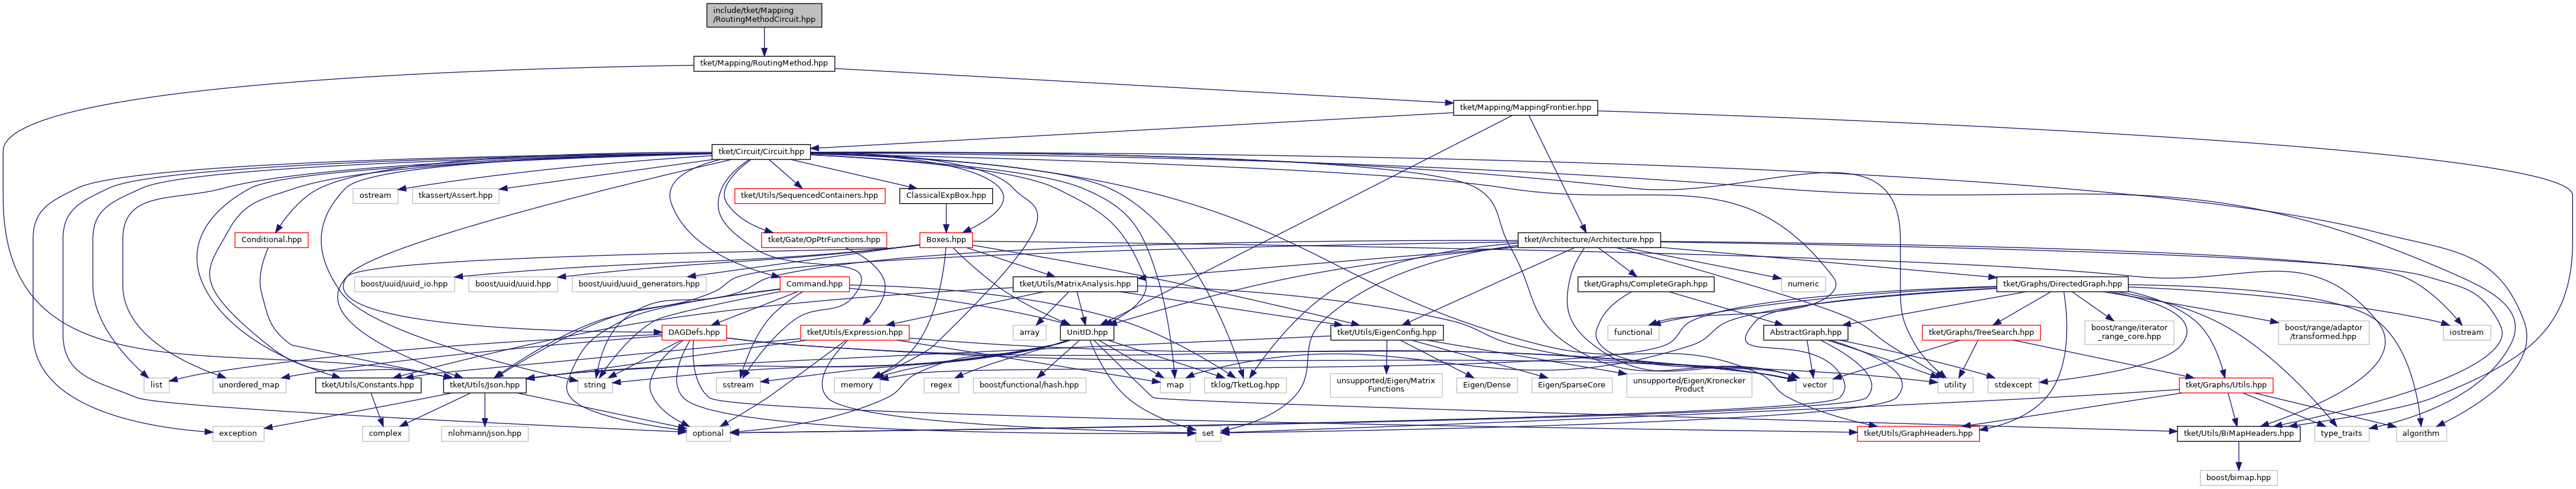 include/tket/Mapping
/RoutingMethodCircuit.hpp
tket/Mapping/RoutingMethod.hpp
tket/Mapping/MappingFrontier.hpp
tket/Circuit/Circuit.hpp
ostream
tkassert/Assert.hpp
tket/Utils/SequencedContainers.hpp
ClassicalExpBox.hpp
Conditional.hpp
tket/Gate/OpPtrFunctions.hpp
Boxes.hpp
tket/Architecture/Architecture.hpp
boost/uuid/uuid_io.hpp
boost/uuid/uuid.hpp
boost/uuid/uuid_generators.hpp
Command.hpp
tket/Utils/MatrixAnalysis.hpp
tket/Graphs/CompleteGraph.hpp
numeric
tket/Graphs/DirectedGraph.hpp
DAGDefs.hpp
tket/Utils/Expression.hpp
array
UnitID.hpp
tket/Utils/EigenConfig.hpp
functional
AbstractGraph.hpp
tket/Graphs/TreeSearch.hpp
boost/range/iterator
_range_core.hpp
boost/range/adaptor
/transformed.hpp
iostream
list
unordered_map
tket/Utils/Constants.hpp
tket/Utils/Json.hpp
string
sstream
memory
regex
boost/functional/hash.hpp
map
tklog/TketLog.hpp
unsupported/Eigen/Matrix
Functions
Eigen/Dense
Eigen/SparseCore
unsupported/Eigen/Kronecker
Product
vector
utility
stdexcept
tket/Graphs/Utils.hpp
exception
complex
nlohmann/json.hpp
optional
set
tket/Utils/GraphHeaders.hpp
tket/Utils/BiMapHeaders.hpp
type_traits
algorithm
boost/bimap.hpp